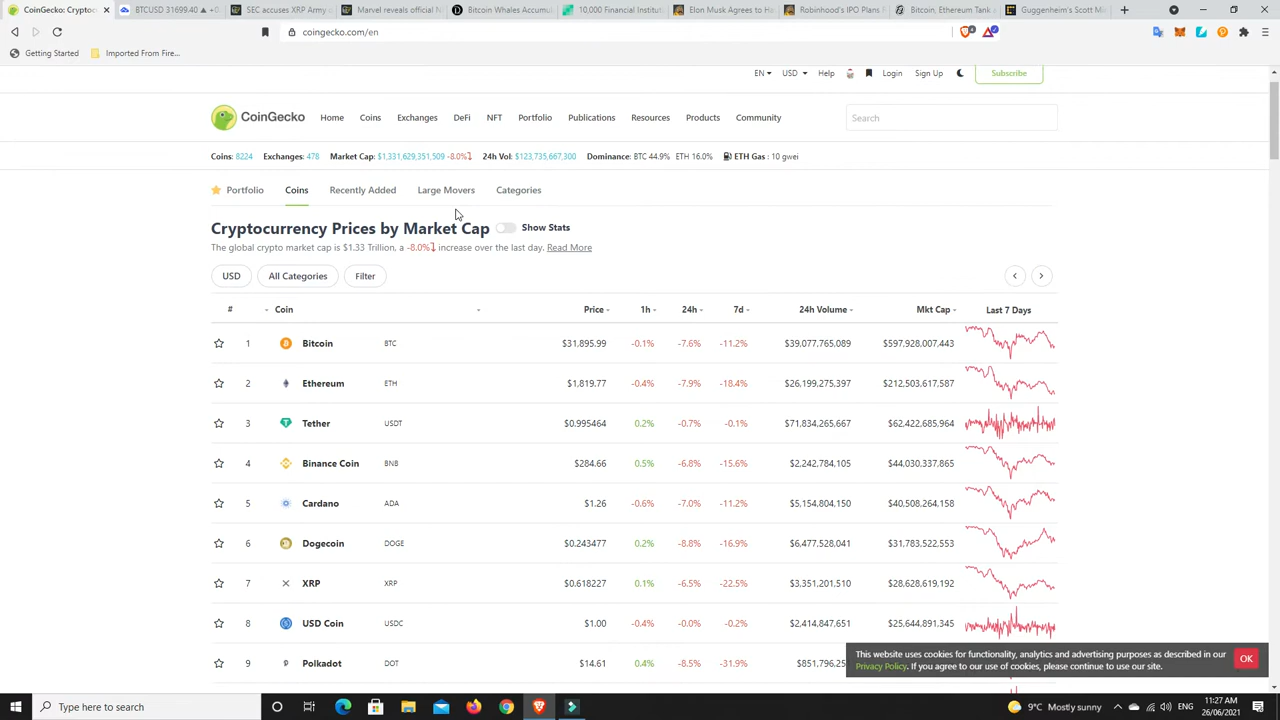 CoinGecko: Cryptoc
BTCUSD 31699.40 ▲ +0.
SEC accuses XRP Army o
Marvel reveals official N
Bitcoin Whales Accumul
10,000 Financial Institut
Elon Musk Agrees to Ho
Robinhood's IPO Plans F
Bitcoin, Ethereum Tank a
Guggenheim's Scott Min
coingecko.com/en
Getting Started
Imported From Fire...
EN
USD
Help
Login
Sign Up
Subscribe
CoinGecko
Home Coins Exchanges DeFi NFT Portfolio Publications Resources Products Community
Search
Coins: 8224 Exchanges: 478 Market Cap: $1,331,629,351,509 -8.0% 24h Vol: $123,735,667,300 Dominance: BTC 44.9% ETH 16.0% ETH Gas: 10 gwei
Portfolio Coins Recently Added Large Movers Categories
Cryptocurrency Prices by Market Cap Show Stats
The global crypto market cap is $1.33 Trillion, a -8.0% increase over the last day. Read More
USD All Categories Filter
# Coin Price 1h 24h 7d 24h Volume Mkt Cap Last 7 Days
1 Bitcoin BTC $31,895.99 -0.1% -7.6% -11.2% $39,077,765,089 $597,928,007,443
2 Ethereum ETH $1,819.77 -0.4% -7.9% -18.4% $26,199,275,397 $212,503,617,587
3 Tether USDT $0.995464 0.2% -0.7% -0.1% $71,834,265,667 $62,422,685,964
4 Binance Coin BNB $284.66 0.5% -6.8% -15.6% $2,242,784,105 $44,030,337,865
5 Cardano ADA $1.26 -0.6% -7.0% -11.2% $5,154,804,150 $40,508,264,158
6 Dogecoin DOGE $0.243477 0.2% -8.8% -16.9% $6,477,528,041 $31,783,522,553
7 XRP XRP $0.618227 0.1% -6.5% -22.5% $3,351,201,510 $28,628,619,192
8 USD Coin USDC $1.00 -0.4% -0.0% -0.2% $2,414,847,651 $25,644,891,345
9 Polkadot DOT $14.61 0.4% -8.5% -31.9% $851,796,25
This website uses cookies for functionality, analytics and advertising purposes as described in our
Privacy Policy. If you agree to our use of cookies, please continue to use our site.
OK
Type here to search
9°C Mostly sunny
ENG
11:27 AM
26/06/2021